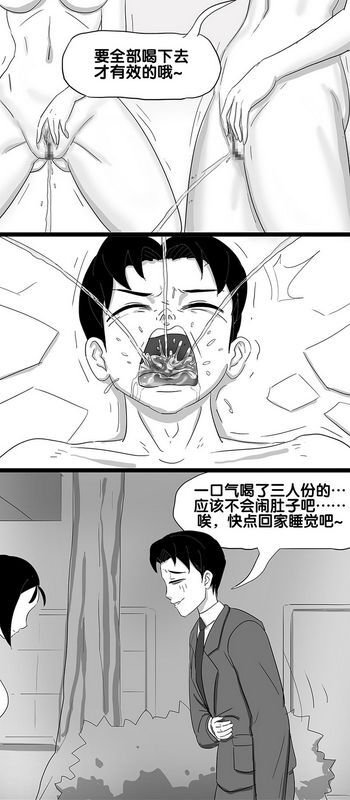 要全部喝下去
才有效的哦~
一口气喝了三人份的…
应该不会闹肚子吧……
唉，快点回家睡觉吧~